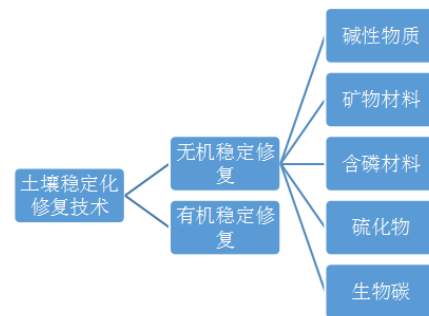 土壤稳定化
修复技术
无机稳定修
复
有机稳定修
复
碱性物质
矿物材料
含磷材料
硫化物
生物碳